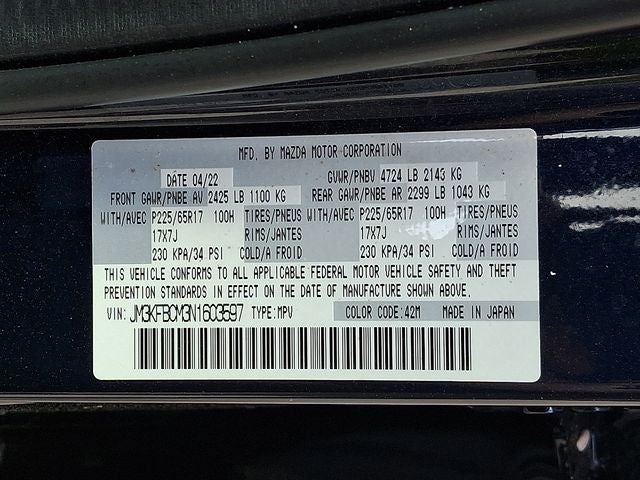 MFD. BY MAZDA MOTOR CORPORATION
DATE 04/22 GVWR/PNBV 4724 LB 2143 KG
FRONT GAWR/PNBE AV 2425 LB 1100 KG REAR GAWR/PNBE AR 2299 LB 1043 KG
WITH/AVEC P225/65R17 100H TIRES/PNEUS WITH/AVEC P225/65R17 100H TIRES/PNEUS
17X7J RIMS/JANTES 17X7J RIMS/JANTES
230 KPA/34 PSI COLD/A FROID 230 KPA/34 PSI COLD/A FROID
THIS VEHICLE CONFORMS TO ALL APPLICABLE FEDERAL MOTOR VEHICLE SAFETY AND THEFT
PREVENTION STANDARDS IN EFFECT ON THE DATE OF MANUFACTURE SHOWN ABOVE.
VIN: JM3KFBCM3N1603597 TYPE:MPV COLOR CODE:42M MADE IN JAPAN